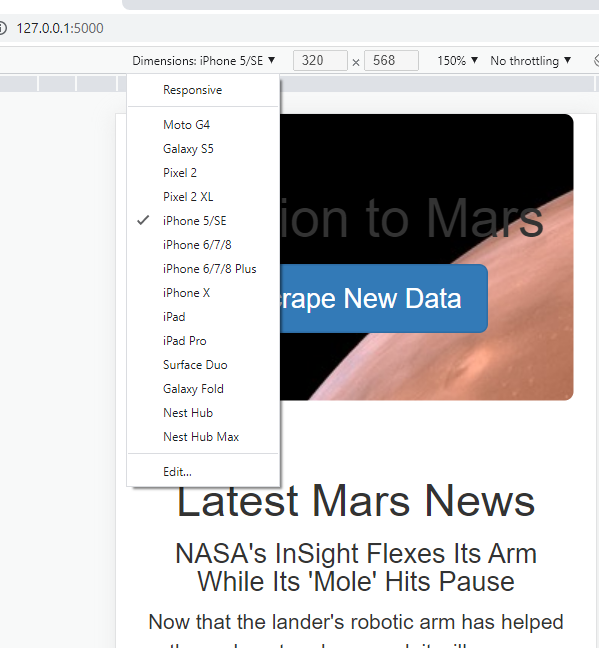 127.0.0.1:5000
Dimensions: iPhone 5/SE ▼ 320 × 568 150% ▼ No throttling ▼
Responsive
Moto G4
Galaxy S5
Pixel 2
Pixel 2 XL
iPhone 5/SE
iPhone 6/7/8
iPhone 6/7/8 Plus
iPhone X
iPad
iPad Pro
Surface Duo
Galaxy Fold
Nest Hub
Nest Hub Max
Edit...
to Mars
New Data
Latest Mars News
NASA's InSight Flexes Its Arm
While Its 'Mole' Hits Pause
Now that the lander's robotic arm has helped